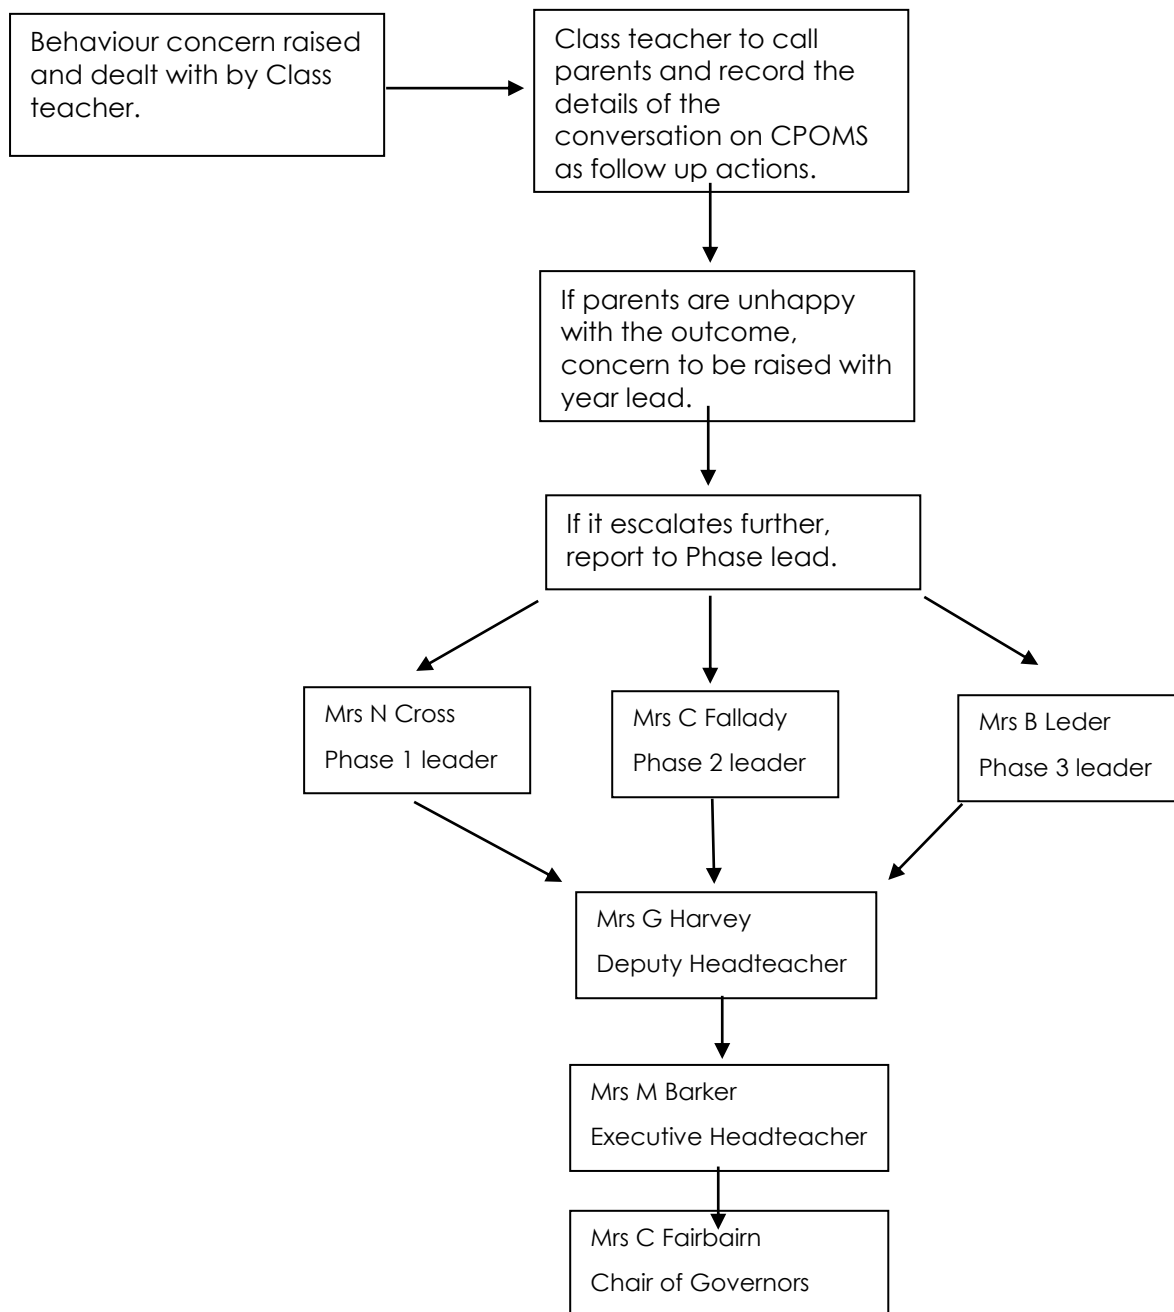 Behaviour concern raised
and dealt with by Class
teacher.
Class teacher to call
parents and record the
details of the
conversation on CPOMS
as follow up actions.
If parents are unhappy
with the outcome,
concern to be raised with
year lead.
If it escalates further,
report to Phase lead.
Mrs N Cross
Phase 1 leader
Mrs C Fallady
Phase 2 leader
Mrs B Leder
Phase 3 leader
Mrs G Harvey
Deputy Headteacher
Mrs M Barker
Executive Headteacher
Mrs C Fairbairn
Chair of Governors